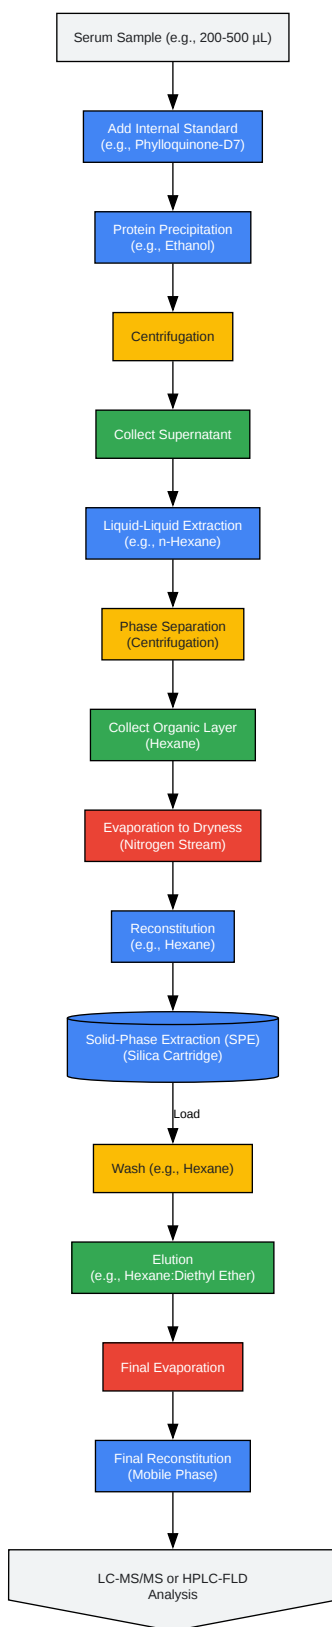 Serum Sample (e.g., 200-500 µL)
Add Internal Standard
(e.g., Phylloquinone-D7)
Protein Precipitation
(e.g., Ethanol)
Centrifugation
Collect Supernatant
Liquid-Liquid Extraction
(e.g., n-Hexane)
Phase Separation
(Centrifugation)
Collect Organic Layer
(Hexane)
Evaporation to Dryness
(Nitrogen Stream)
Reconstitution
(e.g., Hexane)
Solid-Phase Extraction (SPE)
(Silica Cartridge)
Load
Wash (e.g., Hexane)
Elution
(e.g., Hexane:Diethyl Ether)
Final Evaporation
Final Reconstitution
(Mobile Phase)
LC-MS/MS or HPLC-FLD
Analysis